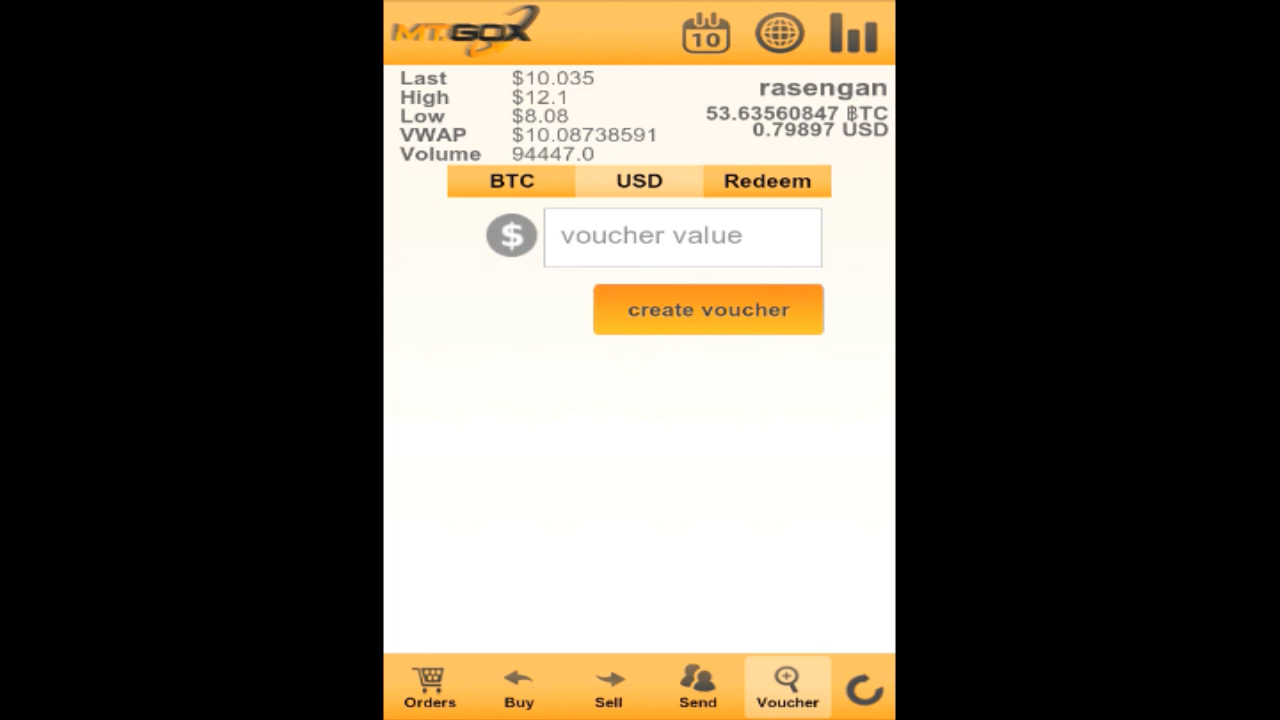 MT.GOX
10
Last $10.035
High $12.1
Low $8.08
VWAP $10.08738591
Volume 94447.0
rasengan
53.63560847 ฿TC
0.79897 USD
BTC USD Redeem
$ voucher value
create voucher
Orders Buy Sell Send Voucher